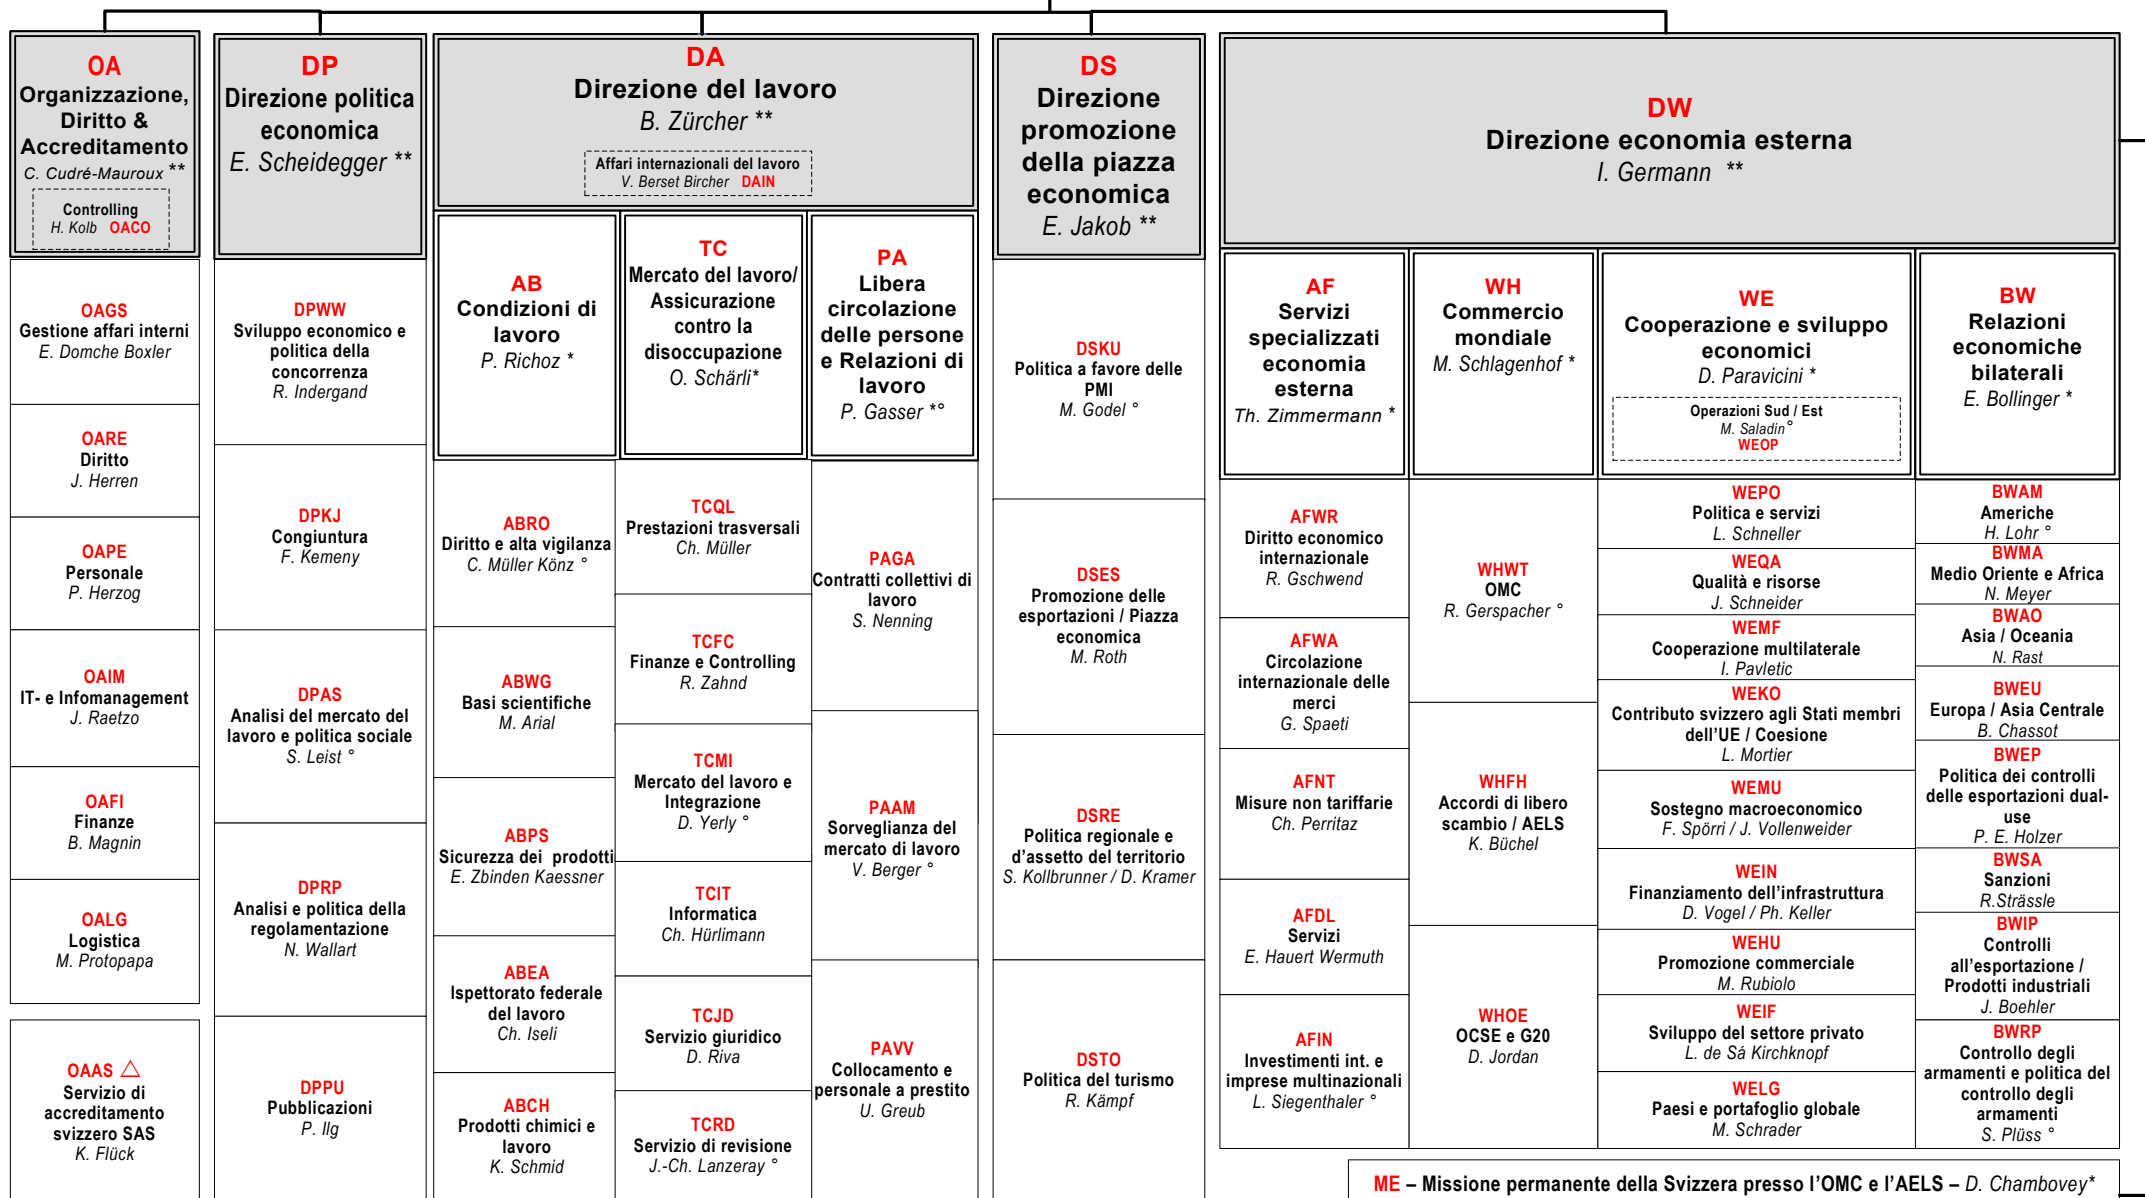 OA
Organizzazione,
Diritto &
Accreditamento
C. Cudré-Mauroux **
Controlling
H. Kolb OACO
OAGS
Gestione affari interni
E. Domche Boxler
OARE
Diritto
J. Herren
OAPE
Personale
P. Herzog
OAIM
IT- e Infomanagement
J. Raetzo
OAFI
Finanze
B. Magnin
OALG
Logistica
M. Protopapa
OAAS △
Servizio di
accreditamento
svizzero SAS
K. Flück
DP
Direzione politica
economica
E. Scheidegger **
DPWW
Sviluppo economico e
politica della
concorrenza
R. Indergand
DPKJ
Congiuntura
F. Kemeny
DPAS
Analisi del mercato del
lavoro e politica sociale
S. Leist °
DPRP
Analisi e politica della
regolamentazione
N. Wallart
DPPU
Pubblicazioni
P. Ilg
DA
Direzione del lavoro
B. Zürcher **
Affari internazionali del lavoro
V. Berset Bircher DAIN
AB
Condizioni di
lavoro
P. Richoz *
ABRO
Diritto e alta vigilanza
C. Müller Könz °
ABWG
Basi scientifiche
M. Arial
ABPS
Sicurezza dei prodotti
E. Zbinden Kaessner
ABEA
Ispettorato federale
del lavoro
Ch. Iseli
ABCH
Prodotti chimici e
lavoro
K. Schmid
TC
Mercato del lavoro/
Assicurazione
contro la
disoccupazione
O. Schärli*
TCQL
Prestazioni trasversali
Ch. Müller
TCFC
Finanze e Controlling
R. Zahnd
TCMI
Mercato del lavoro e
Integrazione
D. Yerly °
TCIT
Informatica
Ch. Hürlimann
TCJD
Servizio giuridico
D. Riva
TCRD
Servizio di revisione
J.-Ch. Lanzeray °
PA
Libera
circolazione
delle persone
e Relazioni di
lavoro
P. Gasser *°
PAGA
Contratti collettivi di
lavoro
S. Nenning
PAAM
Sorveglianza del
mercato di lavoro
V. Berger °
PAVV
Collocamento e
personale a prestito
U. Greub
DS
Direzione
promozione
della piazza
economica
E. Jakob **
DSKU
Politica a favore delle
PMI
M. Godel °
DSES
Promozione delle
esportazioni / Piazza
economica
M. Roth
DSRE
Politica regionale e
d'assetto del territorio
S. Kollbrunner / D. Kramer
DSTO
Politica del turismo
R. Kämpf
DW
Direzione economia esterna
I. Germann **
AF
Servizi
specializzati
economia
esterna
Th. Zimmermann *
AFWR
Diritto economico
internazionale
R. Gschwend
AFWA
Circolazione
internazionale delle
merci
G. Spaeti
AFNT
Misure non tariffarie
Ch. Perritaz
AFDL
Servizi
E. Hauert Wermuth
AFIN
Investimenti int. e
imprese multinazionali
L. Siegenthaler °
WH
Commercio
mondiale
M. Schlagenhof *
WHWT
OMC
R. Gerspacher °
WHFH
Accordi di libero
scambio / AELS
K. Büchel
WHOE
OCSE e G20
D. Jordan
WE
Cooperazione e sviluppo
economici
D. Paravicini *
Operazioni Sud / Est
M. Saladin°
WEOP
WEPO
Politica e servizi
L. Schneller
WEQA
Qualità e risorse
J. Schneider
WEMF
Cooperazione multilaterale
I. Pavletic
WEKO
Contributo svizzero agli Stati membri
dell'UE / Coesione
L. Mortier
WEMU
Sostegno macroeconomico
F. Spörri / J. Vollenweider
WEIN
Finanziamento dell'infrastruttura
D. Vogel / Ph. Keller
WEHU
Promozione commerciale
M. Rubiolo
WEIF
Sviluppo del settore privato
L. de Sá Kirchknopf
WELG
Paesi e portafoglio globale
M. Schrader
BW
Relazioni
economiche
bilaterali
E. Bollinger *
BWAM
Americhe
H. Lohr °
BWMA
Medio Oriente e Africa
N. Meyer
BWAO
Asia / Oceania
N. Rast
BWEU
Europa / Asia Centrale
B. Chassot
BWEP
Politica dei controlli
delle esportazioni dual-
use
P. E. Holzer
BWSA
Sanzioni
R.Strässle
BWIP
Controlli
all'esportazione /
Prodotti industriali
J. Boehler
BWRP
Controllo degli
armamenti e politica del
controllo degli
armamenti
S. Plüss °
ME – Missione permanente della Svizzera presso l'OMC e l'AELS – D. Chambovey*